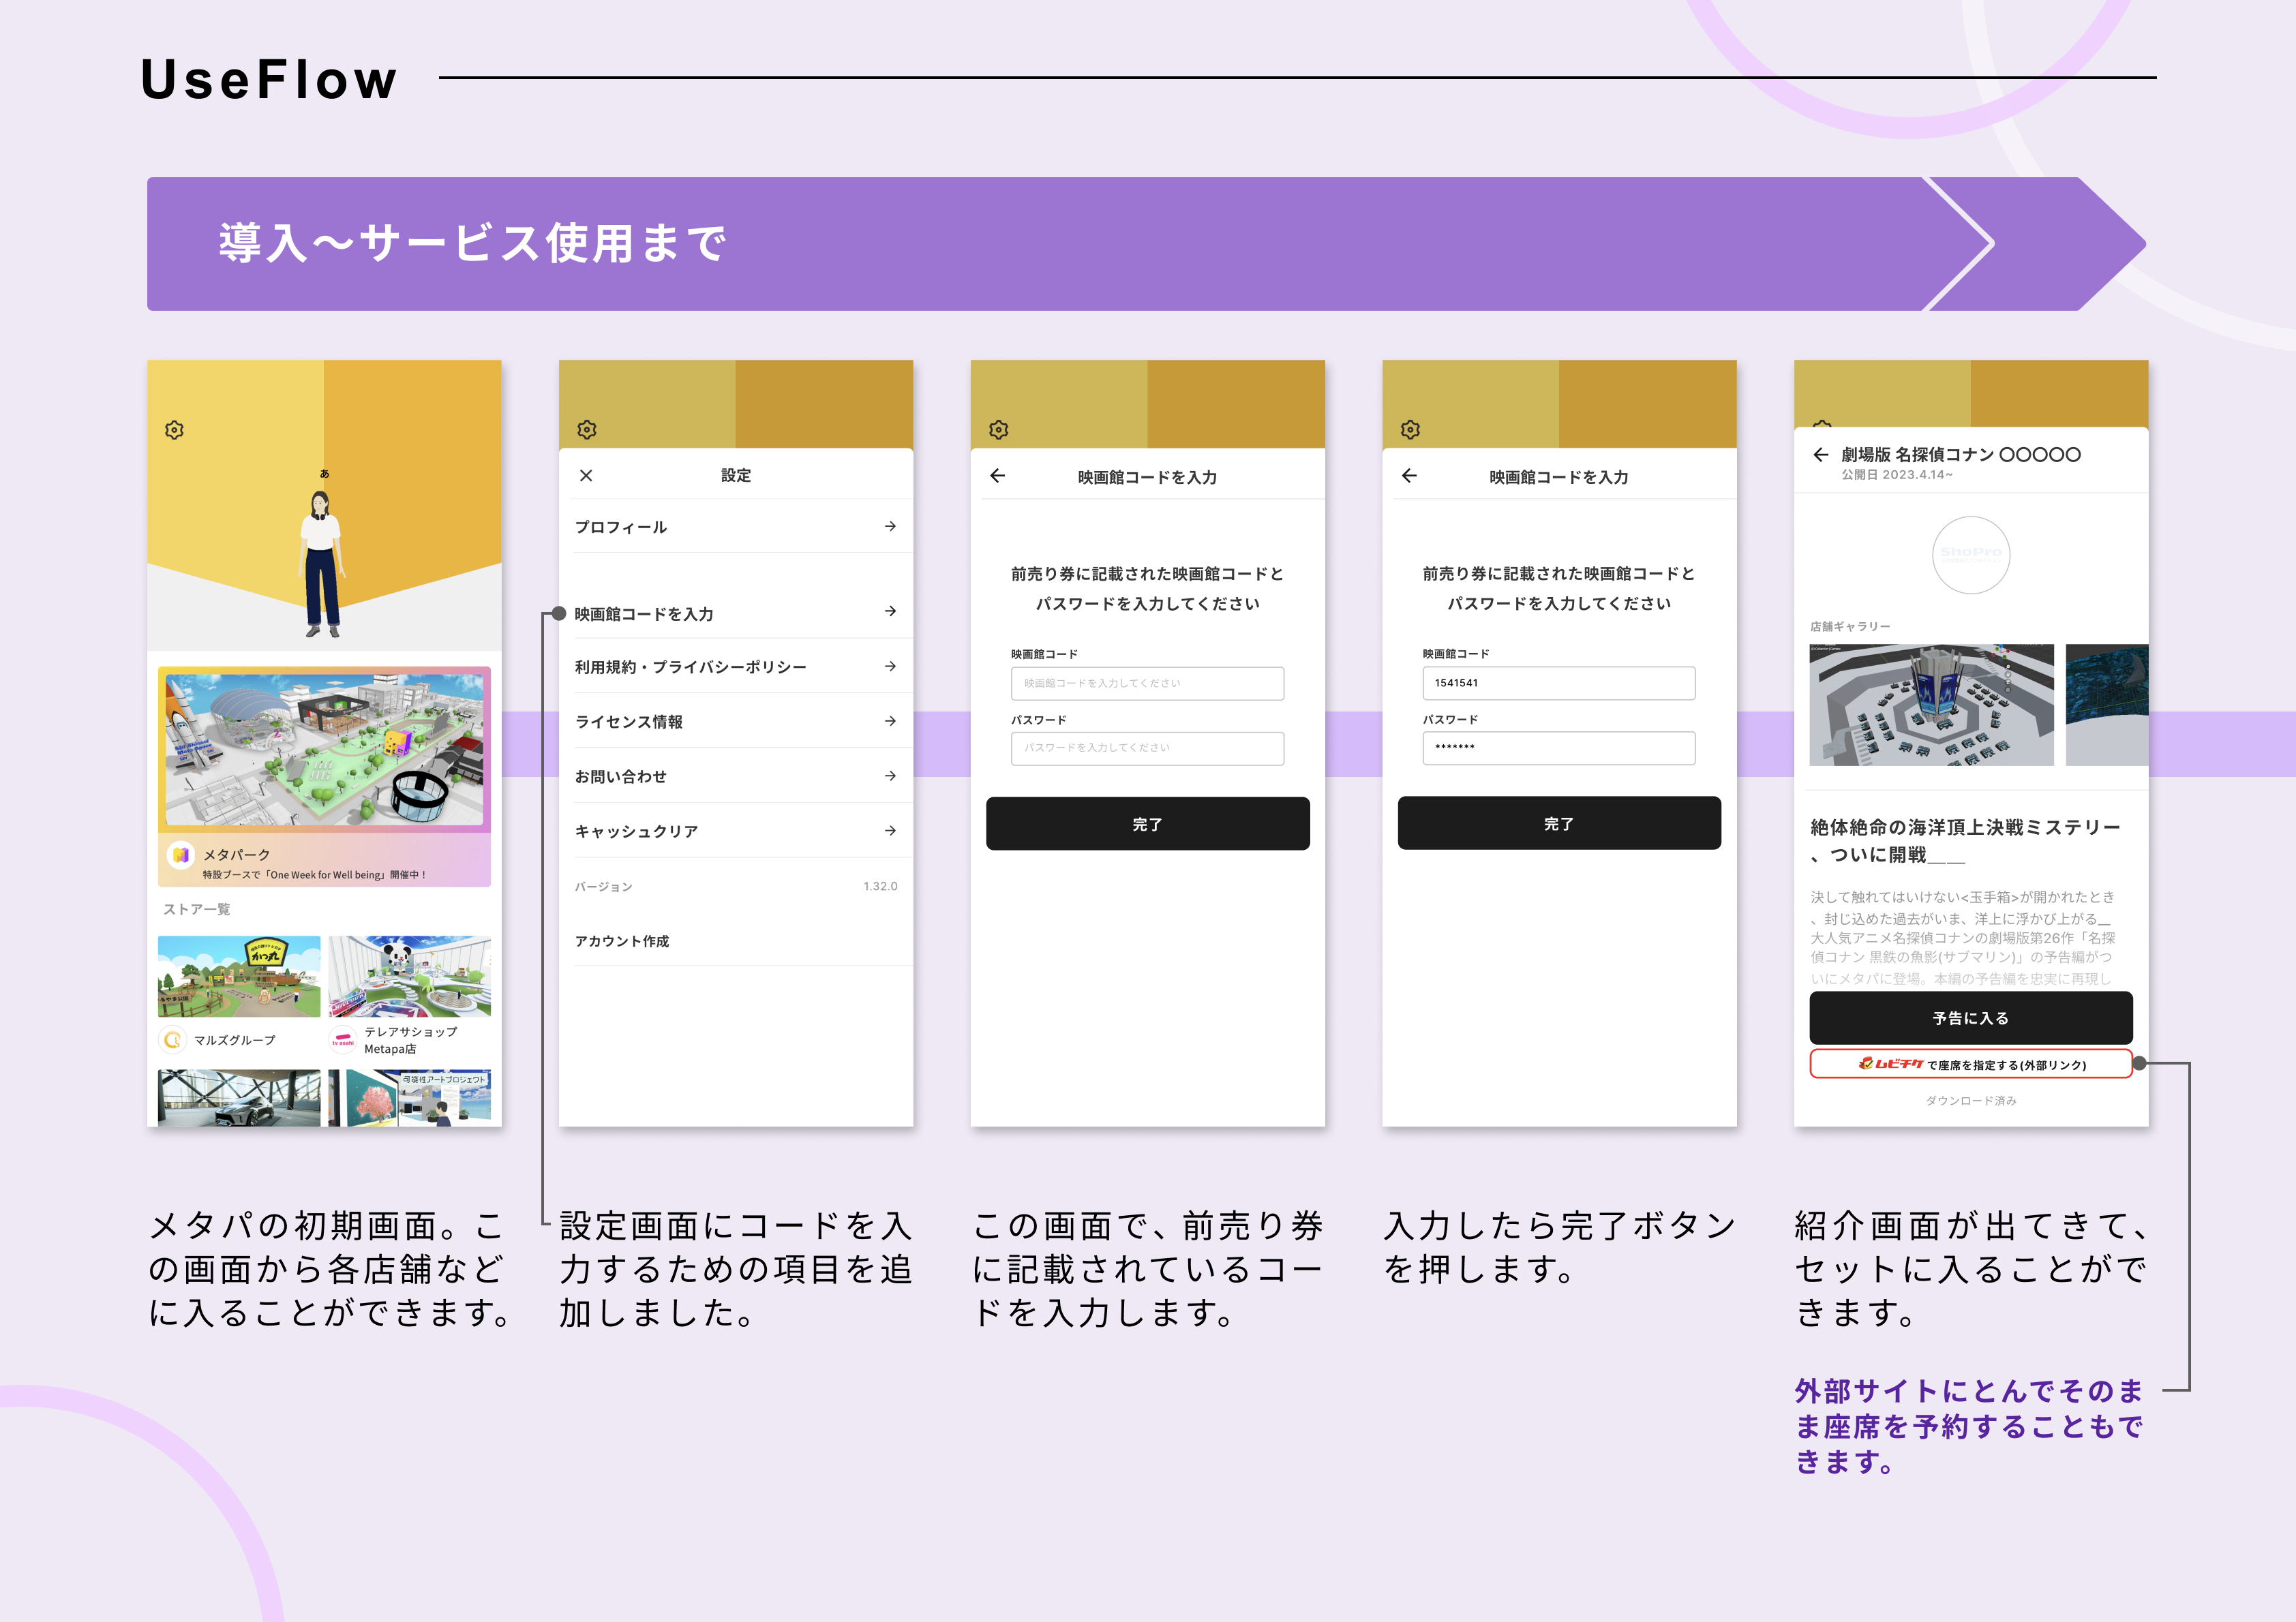 UseFlow
導入〜サービス使用まで
あ
メタパーク
特設ブースで「One Week for Well being」開催中！
ストア一覧
かつ丸
マルズグループ
tv asahi
テレアサショップ
Metapa店
可能性アートプロジェクト
設定
プロフィール
映画館コードを入力
利用規約・プライバシーポリシー
ライセンス情報
お問い合わせ
キャッシュクリア
バージョン
1.32.0
アカウント作成
映画館コードを入力
前売り券に記載された映画館コードと
パスワードを入力してください
映画館コード
映画館コードを入力してください
パスワード
パスワードを入力してください
完了
映画館コードを入力
前売り券に記載された映画館コードと
パスワードを入力してください
映画館コード
1541541
パスワード
*******
完了
劇場版 名探偵コナン 〇〇〇〇〇
公開日 2023.4.14~
ShoPro
店舗ギャラリー
絶体絶命の海洋頂上決戦ミステリー
、ついに開戦___
決して触れてはいけない<玉手箱>が開かれたとき
、封じ込めた過去がいま、洋上に浮かび上がる__
大人気アニメ名探偵コナンの劇場版第26作「名探
偵コナン 黒鉄の魚影(サブマリン)」の予告編がつ
いにメタパに登場。本編の予告編を忠実に再現し
予告に入る
ムビチケ で座席を指定する(外部リンク)
ダウンロード済み
メタパの初期画面。こ
の画面から各店舗など
に入ることができます。
設定画面にコードを入
力するための項目を追
加しました。
この画面で、前売り券
に記載されているコー
ドを入力します。
入力したら完了ボタン
を押します。
紹介画面が出てきて、
セットに入ることがで
きます。
外部サイトにとんでそのま
ま座席を予約することもで
きます。